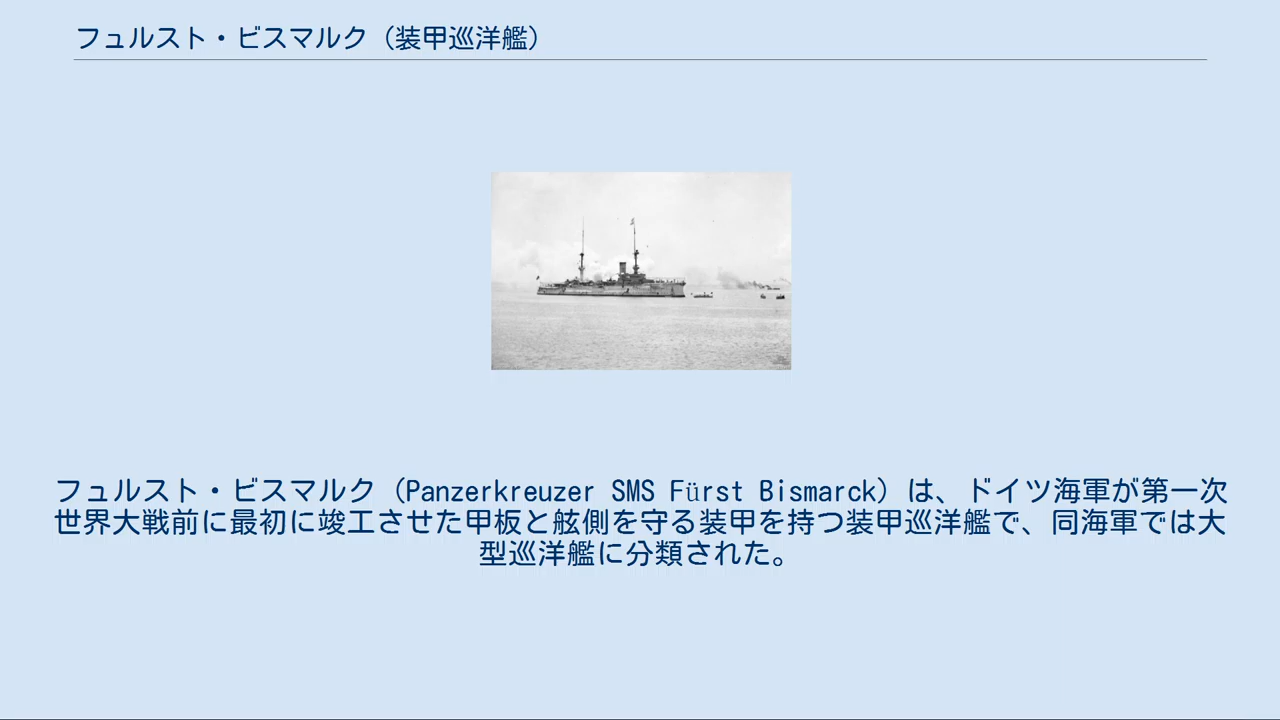 フュルスト・ビスマルク（装甲巡洋艦）
フュルスト・ビスマルク（Panzerkreuzer SMS Fürst Bismarck）は、ドイツ海軍が第一次
世界大戦前に最初に竣工させた甲板と舷側を守る装甲を持つ装甲巡洋艦で、同海軍では大
型巡洋艦に分類された。